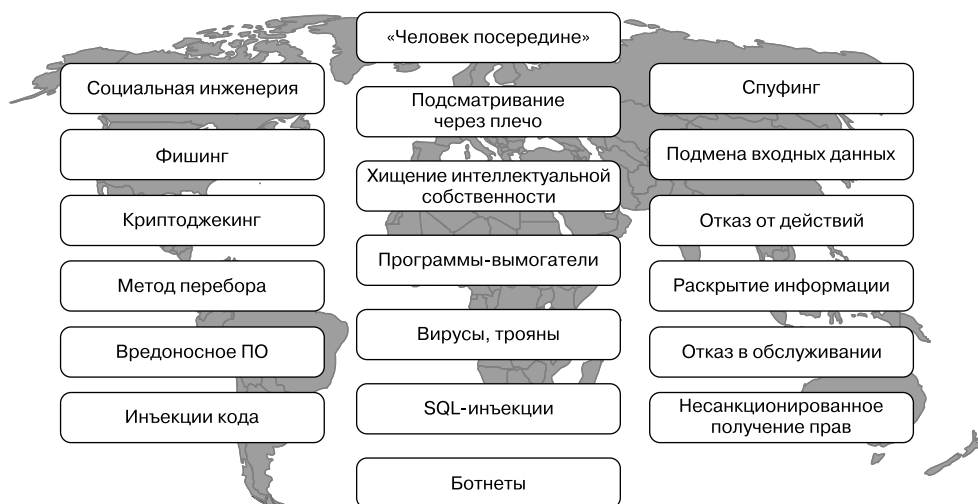 «Человек посередине»
Социальная инженерия
Фишинг
Криптоджекинг
Метод перебора
Вредоносное ПО
Инъекции кода
Подсматривание
через плечо
Хищение интеллектуальной
собственности
Программы-вымогатели
Вирусы, трояны
SQL-инъекции
Ботнеты
Спуфинг
Подмена входных данных
Отказ от действий
Раскрытие информации
Отказ в обслуживании
Несанкционированное
получение прав